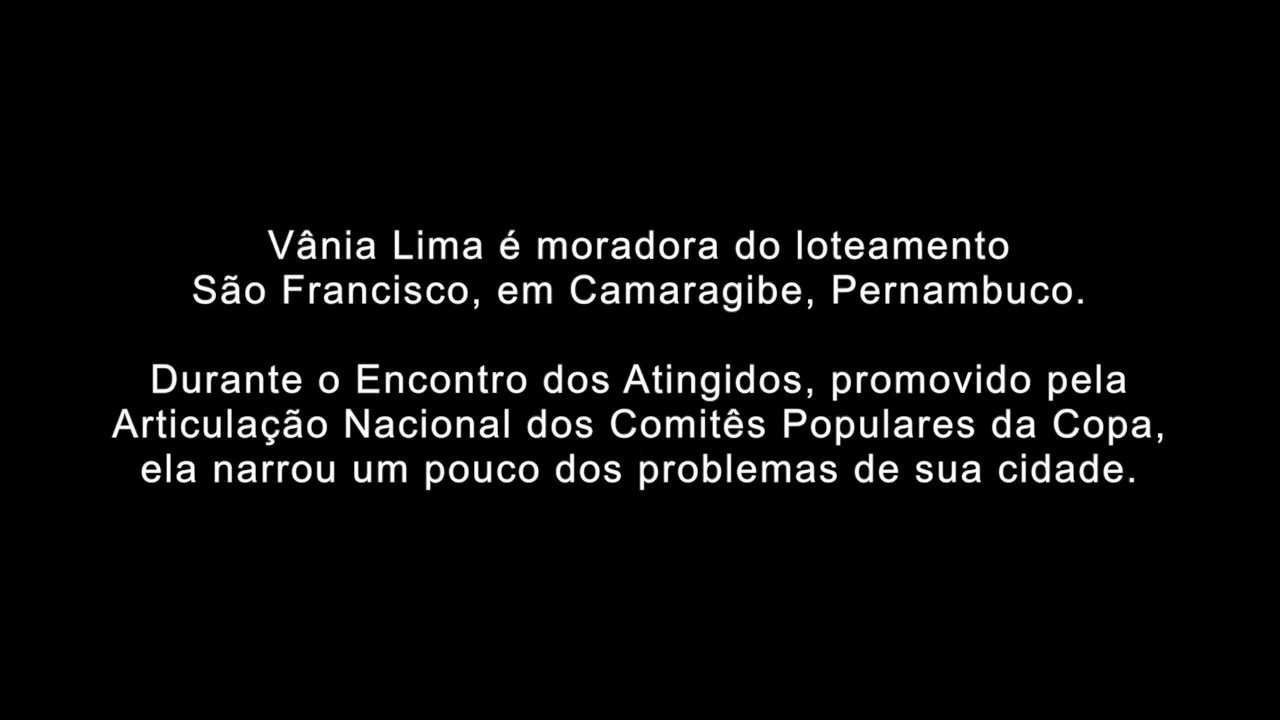 Vânia Lima é moradora do loteamento
São Francisco, em Camaragibe, Pernambuco.
Durante o Encontro dos Atingidos, promovido pela
Articulação Nacional dos Comitês Populares da Copa,
ela narrou um pouco dos problemas de sua cidade.